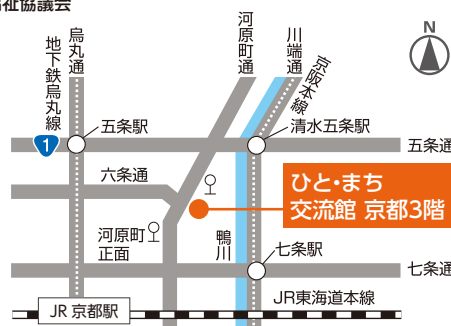 祉協議会
地下鉄烏丸線
烏丸通
河原町通
川端通
京阪本線
N
1
五条駅
清水五条駅
五条通
六条通
ひと・まち
交流館 京都3階
河原町
正面
鴨川
七条駅
七条通
JR東海道本線
JR 京都駅